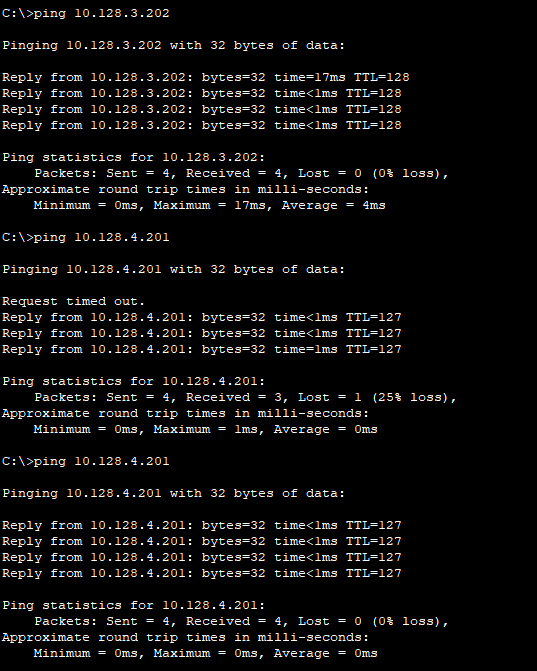 C:\>ping 10.128.3.202
Pinging 10.128.3.202 with 32 bytes of data:
Reply from 10.128.3.202: bytes=32 time=17ms TTL=128
Reply from 10.128.3.202: bytes=32 time<1ms TTL=128
Reply from 10.128.3.202: bytes=32 time<1ms TTL=128
Reply from 10.128.3.202: bytes=32 time<1ms TTL=128
Ping statistics for 10.128.3.202:
    Packets: Sent = 4, Received = 4, Lost = 0 (0% loss),
Approximate round trip times in milli-seconds:
    Minimum = 0ms, Maximum = 17ms, Average = 4ms
C:\>ping 10.128.4.201
Pinging 10.128.4.201 with 32 bytes of data:
Request timed out.
Reply from 10.128.4.201: bytes=32 time<1ms TTL=127
Reply from 10.128.4.201: bytes=32 time<1ms TTL=127
Reply from 10.128.4.201: bytes=32 time=1ms TTL=127
Ping statistics for 10.128.4.201:
    Packets: Sent = 4, Received = 3, Lost = 1 (25% loss),
Approximate round trip times in milli-seconds:
    Minimum = 0ms, Maximum = 1ms, Average = 0ms
C:\>ping 10.128.4.201
Pinging 10.128.4.201 with 32 bytes of data:
Reply from 10.128.4.201: bytes=32 time<1ms TTL=127
Reply from 10.128.4.201: bytes=32 time<1ms TTL=127
Reply from 10.128.4.201: bytes=32 time<1ms TTL=127
Reply from 10.128.4.201: bytes=32 time<1ms TTL=127
Ping statistics for 10.128.4.201:
    Packets: Sent = 4, Received = 4, Lost = 0 (0% loss),
Approximate round trip times in milli-seconds:
    Minimum = 0ms, Maximum = 0ms, Average = 0ms